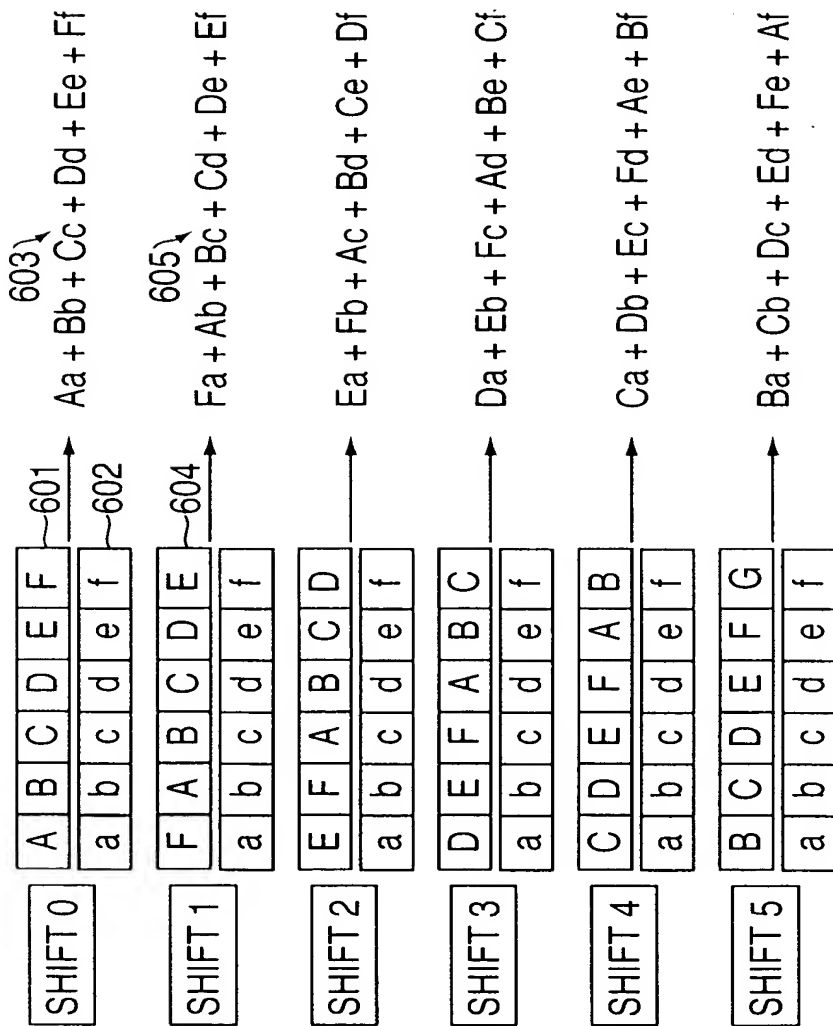 603
SHIFT 0 A B C D E F 601 Aa + Bb + Cc + Dd + Ee + Ff
a b c d e f 602
605
SHIFT 1 F A B C D E 604 Fa + Ab + Bc + Cd + De + Ef
a b c d e f
SHIFT 2 E F A B C D Ea + Fb + Ac + Bd + Ce + Df
a b c d e f
SHIFT 3 D E F A B C Da + Eb + Fc + Ad + Be + Cf
a b c d e f
SHIFT 4 C D E F A B Ca + Db + Ec + Fd + Ae + Bf
a b c d e f
SHIFT 5 B C D E F G Ba + Cb + Dc + Ed + Fe + Af
a b c d e f